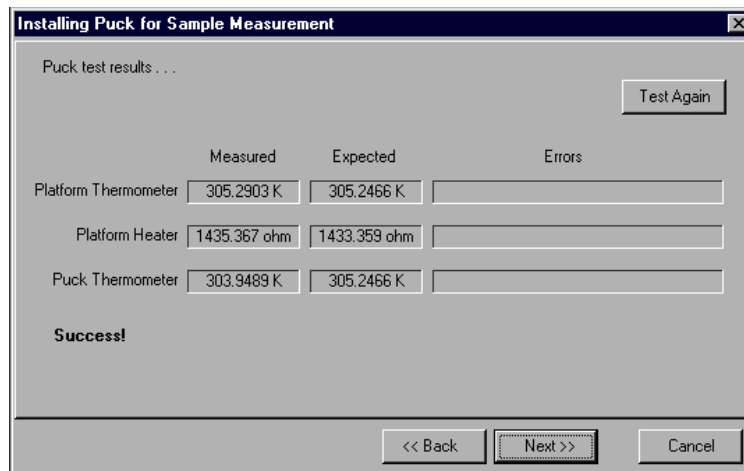 Installing Puck for Sample Measurement
Puck test results . . .
Test Again
Measured Expected Errors
Platform Thermometer 305.2903 K 305.2466 K
Platform Heater 1435.367 ohm 1433.359 ohm
Puck Thermometer 303.9489 K 305.2466 K
Success!
<< Back Next >> Cancel